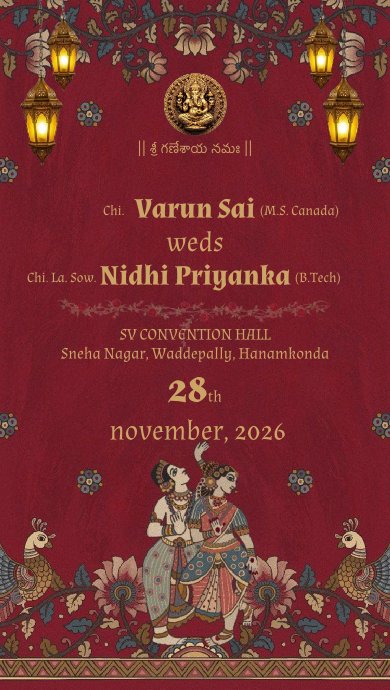 || శ్రీ గణేశాయ నమః ||
Chi. Varun Sai (M.S. Canada)
weds
Chi. La. Sow. Nidhi Priyanka (B.Tech)
SV CONVENTION HALL
Sneha Nagar, Waddepally, Hanamkonda
28th
november, 2026